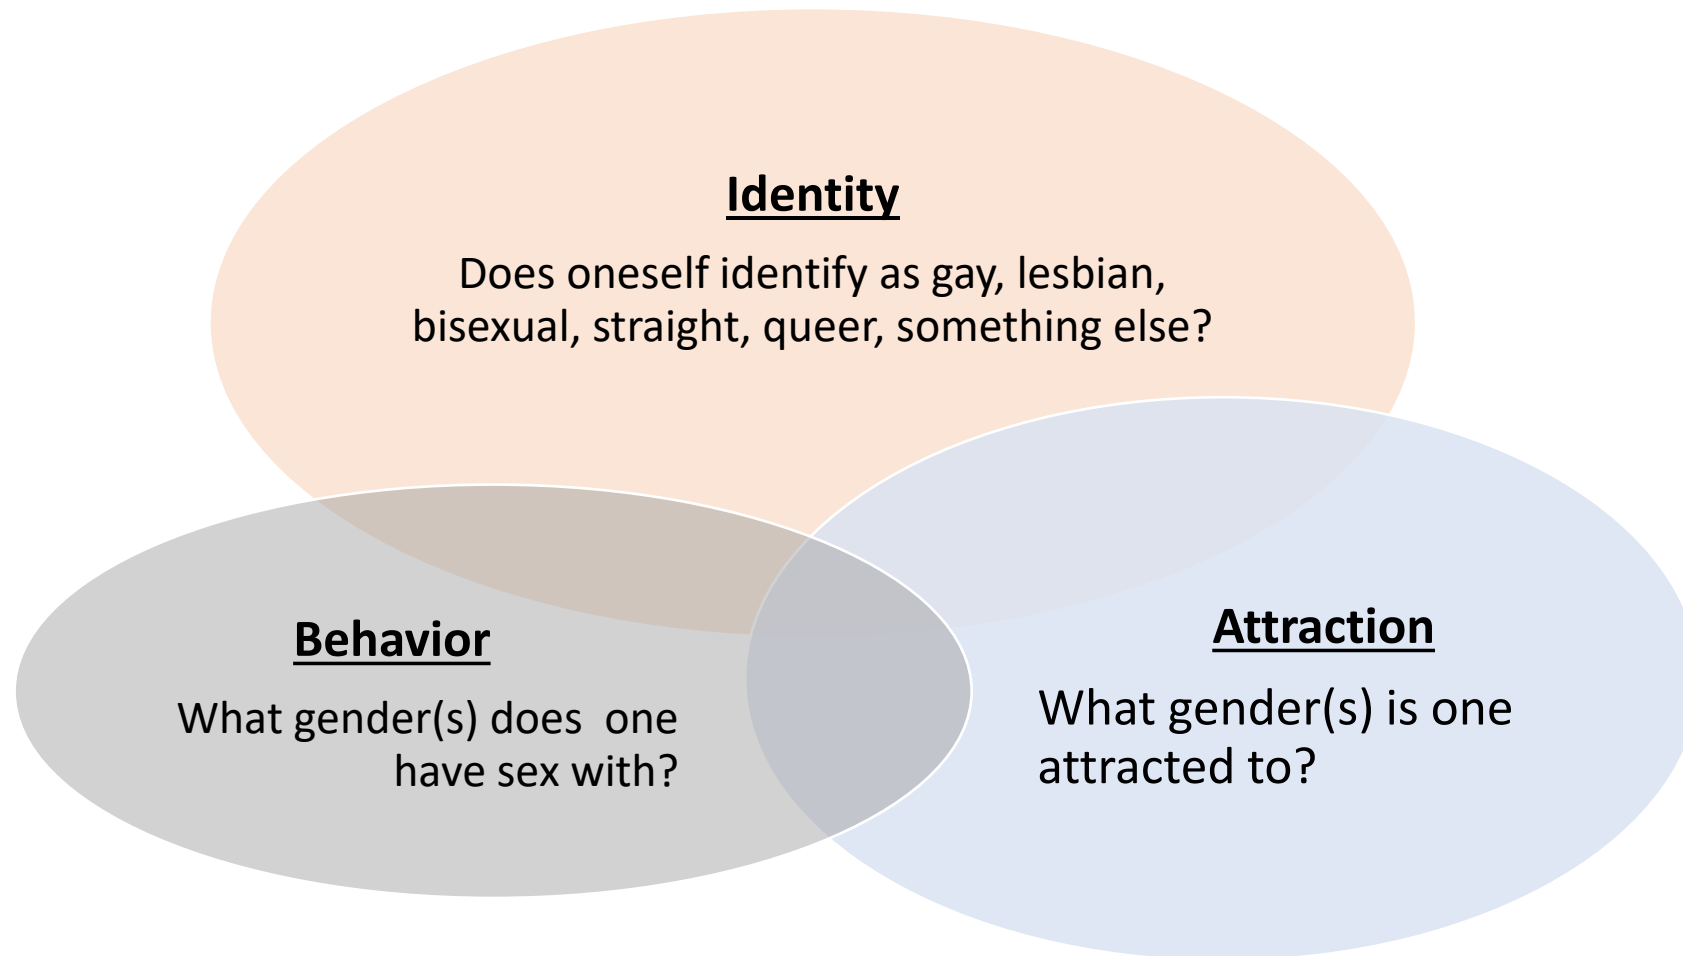 Identity
Does oneself identify as gay, lesbian,
bisexual, straight, queer, something else?
Behavior
What gender(s) does  one
have sex with?
Attraction
What gender(s) is one
attracted to?